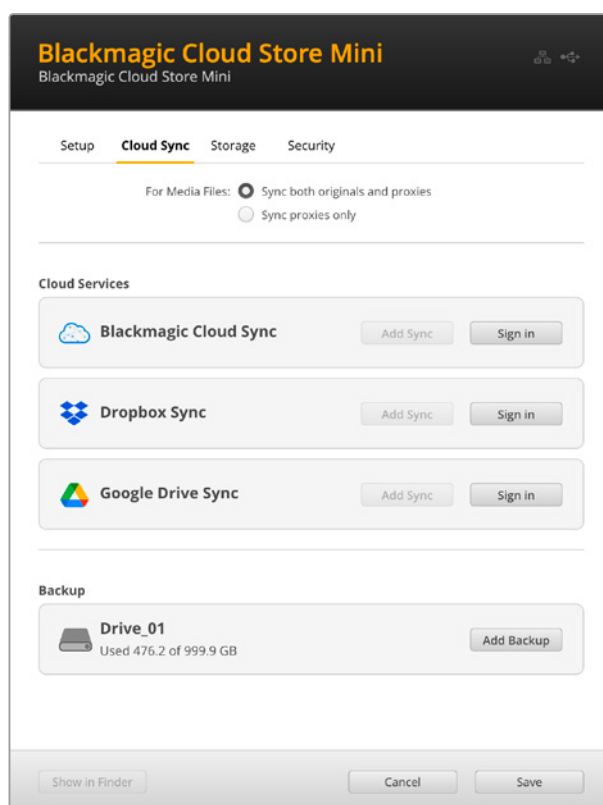 Blackmagic Cloud Store Mini
Blackmagic Cloud Store Mini
Setup Cloud Sync Storage Security
For Media Files: Sync both originals and proxies
Sync proxies only
Cloud Services
Blackmagic Cloud Sync Add Sync Sign in
Dropbox Sync Add Sync Sign in
Google Drive Sync Add Sync Sign in
Backup
Drive_01
Used 476.2 of 999.9 GB Add Backup
Show in Finder Cancel Save